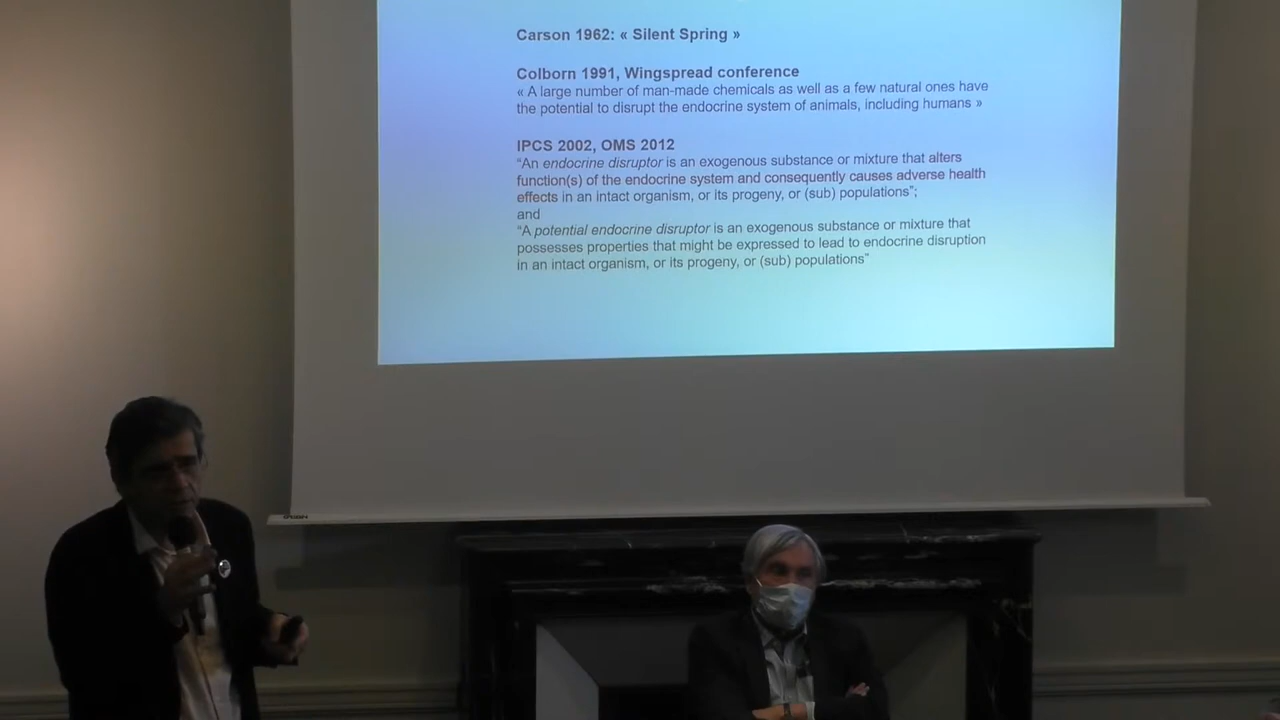 Carson 1962: « Silent Spring »
Colborn 1991, Wingspread conference
« A large number of man-made chemicals as well as a few natural ones have
the potential to disrupt the endocrine system of animals, including humans »
IPCS 2002, OMS 2012
“An endocrine disruptor is an exogenous substance or mixture that alters
function(s) of the endocrine system and consequently causes adverse health
effects in an intact organism, or its progeny, or (sub) populations”;
and
“A potential endocrine disruptor is an exogenous substance or mixture that
possesses properties that might be expressed to lead to endocrine disruption
in an intact organism, or its progeny, or (sub) populations”